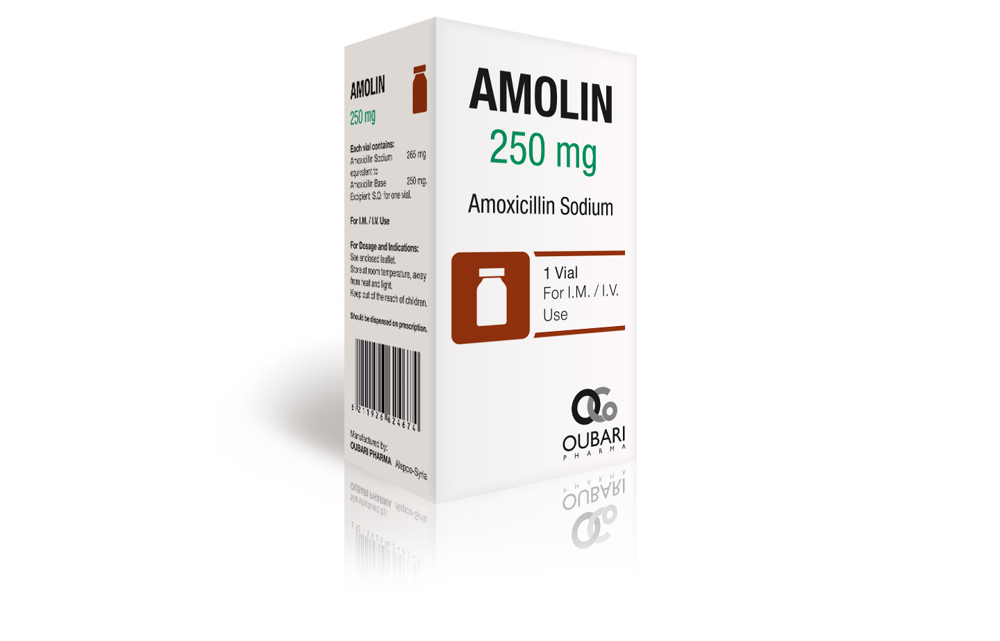 AMOLIN
250 mg
Each vial contains:
Amoxicillin Sodium 265 mg
equivalent to
Amoxicillin Base 250 mg.
Excipient: S.Q. for one vial.
For I.M. / I.V. Use
For Dosage and Indications:
See enclosed leaflet.
Store at room temperature, away
from heat and light.
Keep out of the reach of children.
Should be dispensed on prescription.
6 211926 624674
Manufactured by:
OUBARI PHARMA Aleppo-Syria
AMOLIN
250 mg
Amoxicillin Sodium
1 Vial
For I.M. / I.V.
Use
OUBARI
PHARMA